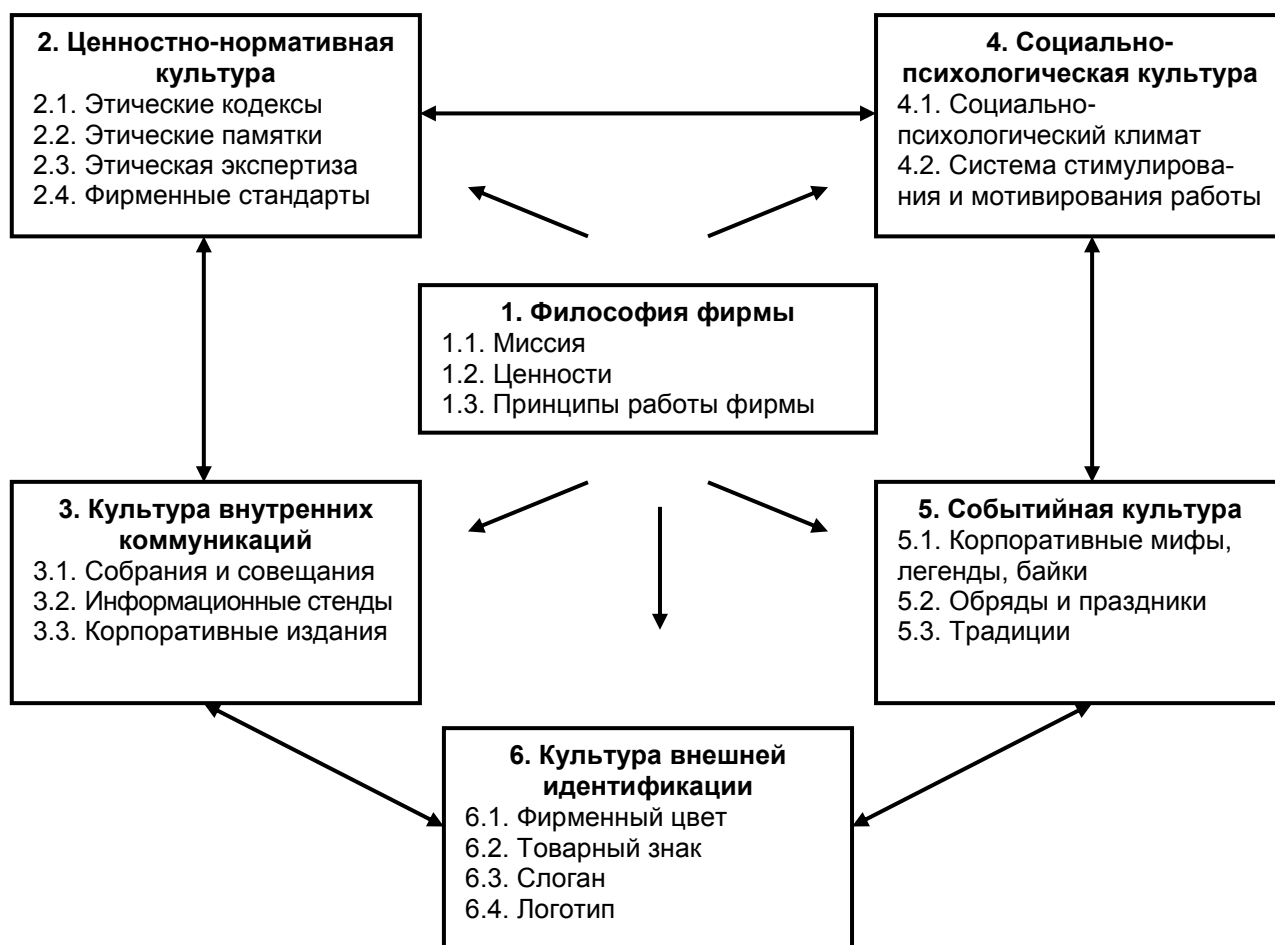 2. Ценностно-нормативная
культура
2.1. Этические кодексы
2.2. Этические памятки
2.3. Этическая экспертиза
2.4. Фирменные стандарты
4. Социально-
психологическая культура
4.1. Социально-
психологический климат
4.2. Система стимулирова-
ния и мотивирования работы
1. Философия фирмы
1.1. Миссия
1.2. Ценности
1.3. Принципы работы фирмы
3. Культура внутренних
коммуникаций
3.1. Собрания и совещания
3.2. Информационные стенды
3.3. Корпоративные издания
5. Событийная культура
5.1. Корпоративные мифы,
легенды, байки
5.2. Обряды и праздники
5.3. Традиции
6. Культура внешней
идентификации
6.1. Фирменный цвет
6.2. Товарный знак
6.3. Слоган
6.4. Логотип